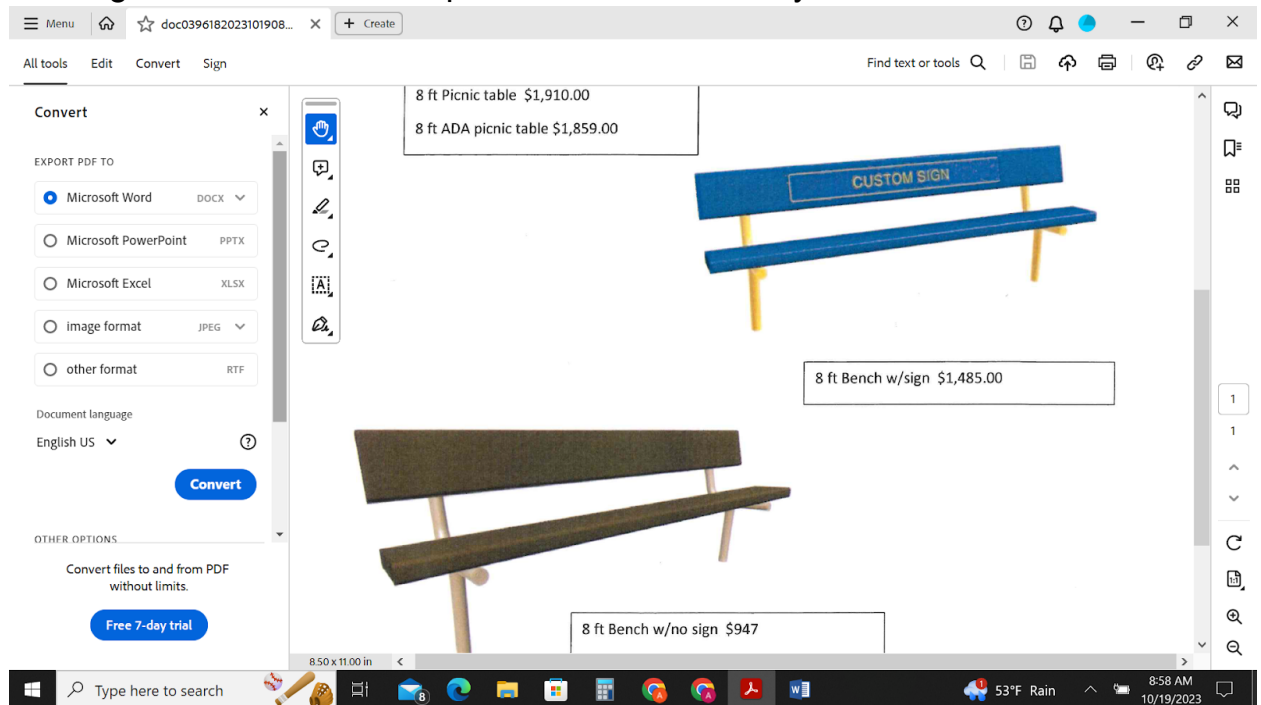 Menu
doc0396182023101908...
+ Create
All tools Edit Convert Sign
Find text or tools
Convert
EXPORT PDF TO
Microsoft Word DOCX
Microsoft PowerPoint PPTX
Microsoft Excel XLSX
image format JPEG
other format RTF
Document language
English US
Convert
OTHER OPTIONS
Convert files to and from PDF
without limits.
Free 7-day trial
8 ft Picnic table $1,910.00
8 ft ADA picnic table $1,859.00
CUSTOM SIGN
8 ft Bench w/sign $1,485.00
8 ft Bench w/no sign $947
1
1
8.50 x 11.00 in
Type here to search
8
1
53°F Rain
8:58 AM
10/19/2023